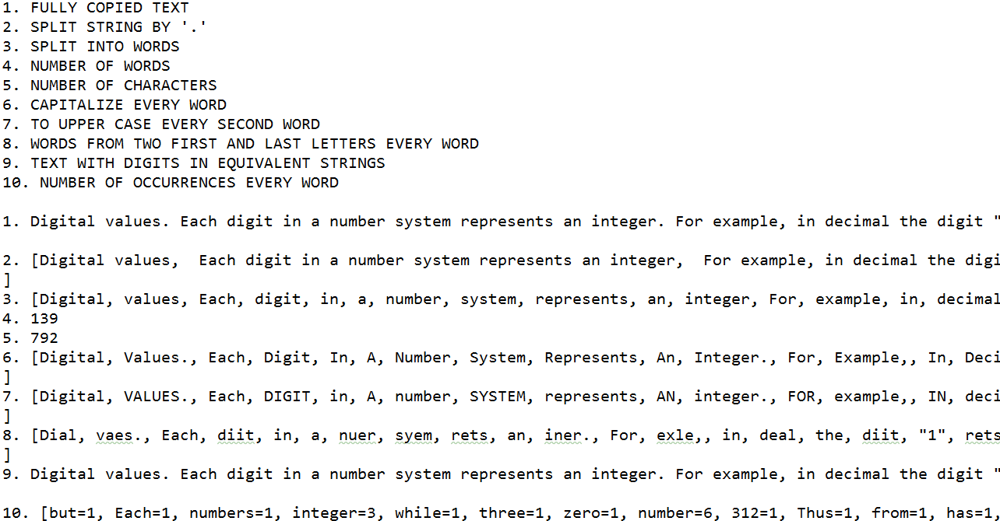 1. FULLY COPIED TEXT
2. SPLIT STRING BY '.'
3. SPLIT INTO WORDS
4. NUMBER OF WORDS
5. NUMBER OF CHARACTERS
6. CAPITALIZE EVERY WORD
7. TO UPPER CASE EVERY SECOND WORD
8. WORDS FROM TWO FIRST AND LAST LETTERS EVERY WORD
9. TEXT WITH DIGITS IN EQUIVALENT STRINGS
10. NUMBER OF OCCURRENCES EVERY WORD
1. Digital values. Each digit in a number system represents an integer. For example, in decimal the digit "
2. [Digital values,  Each digit in a number system represents an integer,  For example, in decimal the digi
]
3. [Digital, values, Each, digit, in, a, number, system, represents, an, integer, For, example, in, decimal
4. 139
5. 792
6. [Digital, Values., Each, Digit, In, A, Number, System, Represents, An, Integer., For, Example,, In, Deci
]
7. [Digital, VALUES., Each, DIGIT, in, A, number, SYSTEM, represents, AN, integer., FOR, example,, IN, deci
]
8. [Dial, vaes., Each, diit, in, a, nuer, syem, rets, an, iner., For, exle,, in, deal, the, diit, "1", rets
]
9. Digital values. Each digit in a number system represents an integer. For example, in decimal the digit "
10. [but=1, Each=1, numbers=1, integer=3, while=1, three=1, zero=1, number=6, 312=1, Thus=1, from=1, has=1,